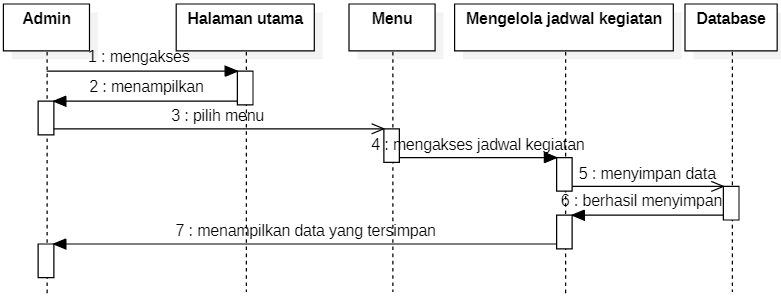 Admin
Halaman utama
Menu
Mengelola jadwal kegiatan
Database
1 : mengakses
2 : menampilkan
3 : pilih menu
4 : mengakses jadwal kegiatan
5 : menyimpan data
6 : berhasil menyimpan
7 : menampilkan data yang tersimpan